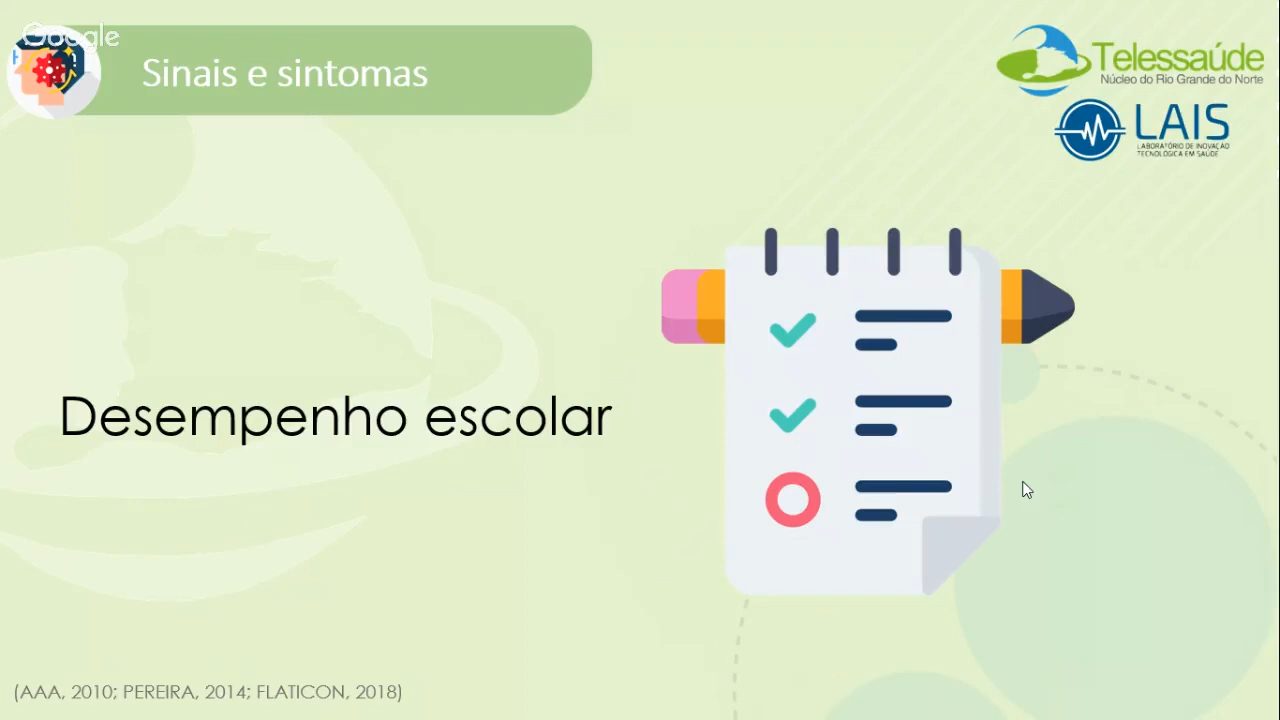 Google
Sinais e sintomas
Telessaúde
Núcleo do Rio Grande do Norte
LAIS
LABORATÓRIO DE INOVAÇÃO
TECNOLÓGICA EM SAÚDE
Desempenho escolar
(AAA, 2010; PEREIRA, 2014; FLATICON, 2018)